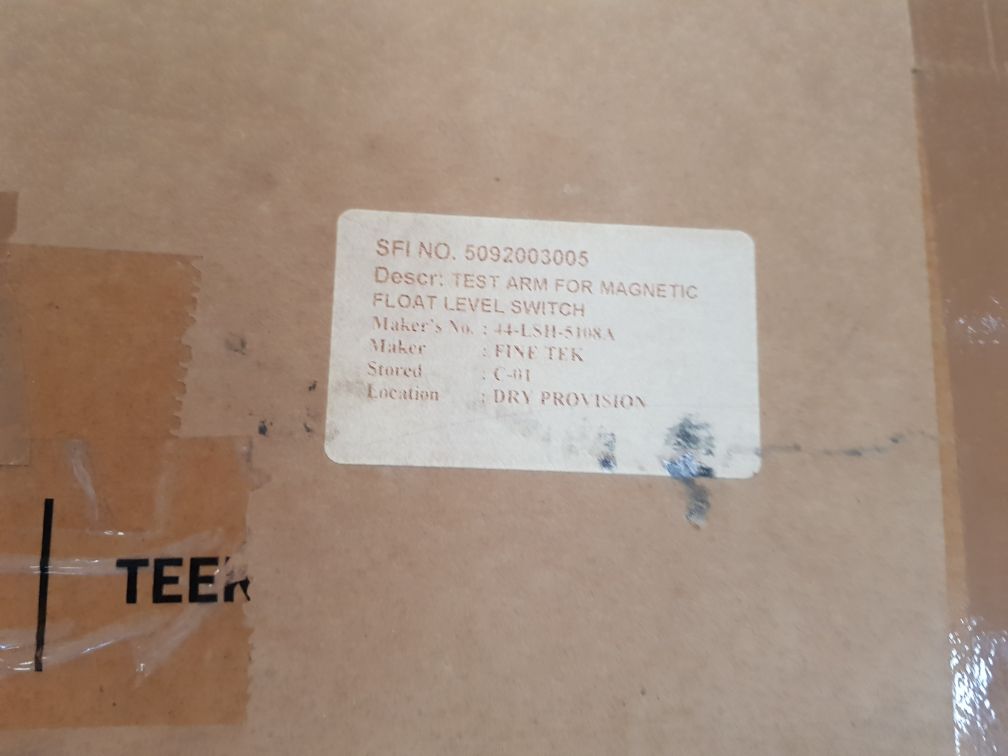 SFI NO. 5092003005
Descr: TEST ARM FOR MAGNETIC
FLOAT LEVEL SWITCH
Maker's No. : 44-LSH-5108A
Maker : FINE TEK
Stored : C-01
Location : DRY PROVISION
TEEK